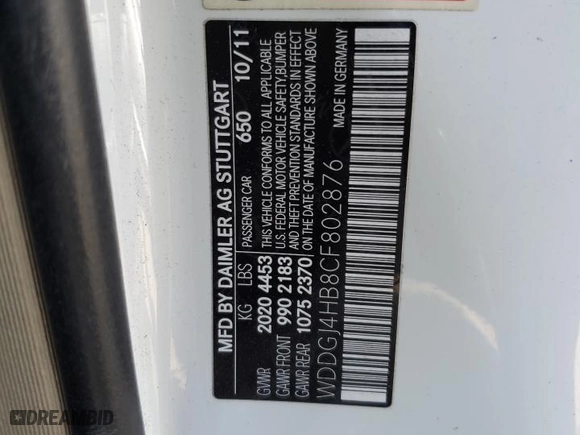 MFD BY DAIMLER AG STUTTGART
KG LBS PASSENGER CAR 650 10/11
GVWR 2020 4453 THIS VEHICLE CONFORMS TO ALL APPLICABLE
GAWR FRONT 990 2183 U.S. FEDERAL MOTOR VEHICLE SAFETY,BUMPER
GAWR REAR 1075 2370 AND THEFT PREVENTION STANDARDS IN EFFECT
ON THE DATE OF MANUFACTURE SHOWN ABOVE
WDDGJ4HB8CF802876 MADE IN GERMANY
DREAMBID